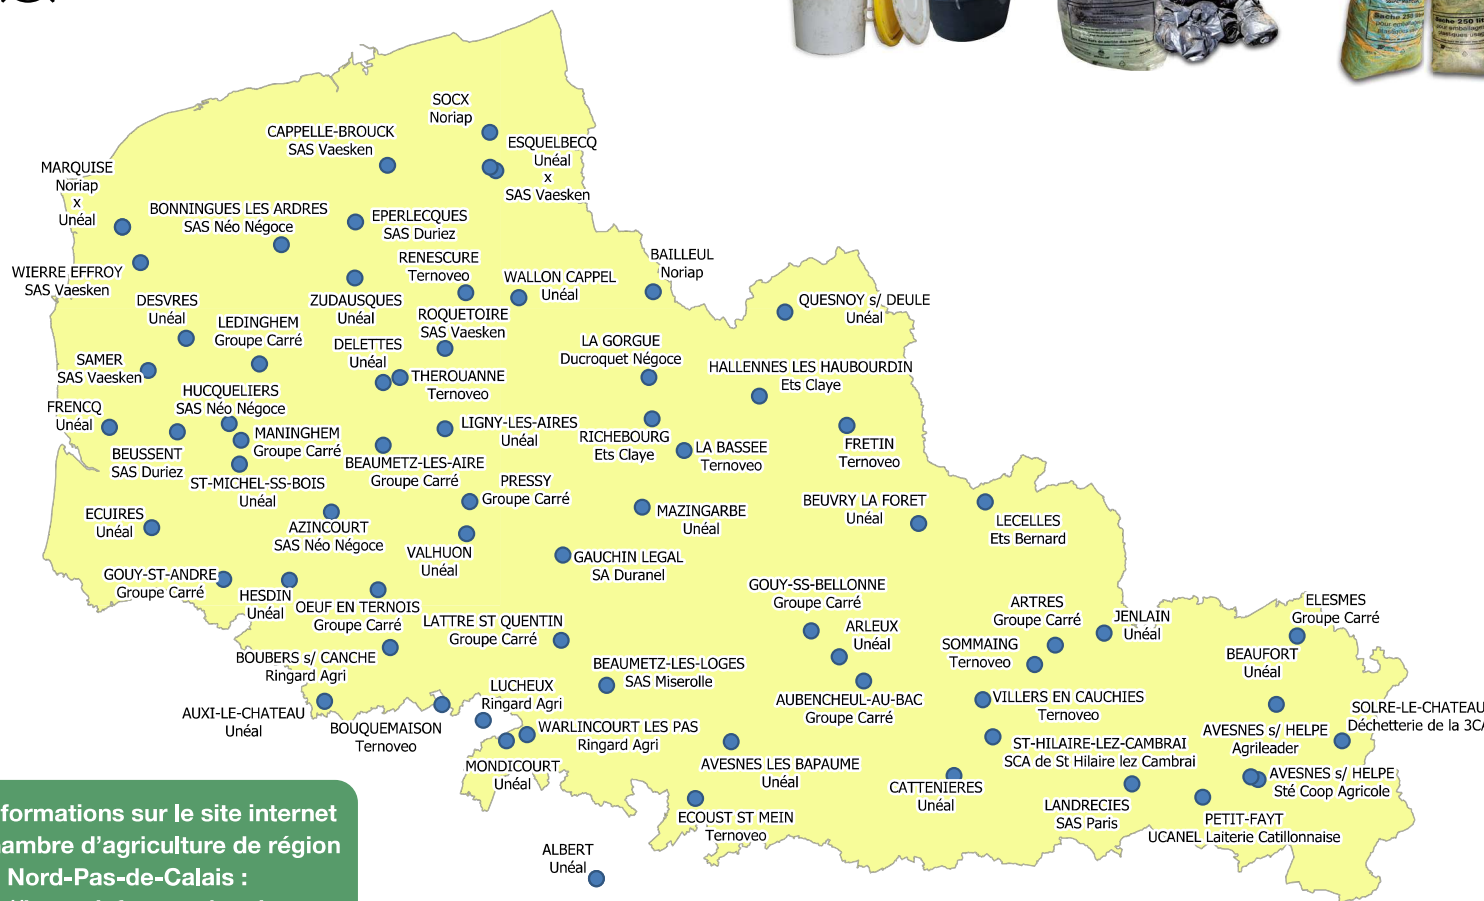 Sache 250 lit
pour emballage
plastiques usag
SOCX
Noriap
CAPPELLE-BROUCK
SAS Vaesken
ESQUELBECQ
Unéal
x
SAS Vaesken
MARQUISE
Noriap
x
Unéal
BONNINGUES LES ARDRES
SAS Néo Négoce
EPERLECQUES
SAS Duriez
WIERRE EFFROY
SAS Vaesken
RENESCURE
Ternoveo
WALLON CAPPEL
Unéal
BAILLEUL
Noriap
DESVRES
Unéal
ZUDAUSQUES
Unéal
QUESNOY s/ DEULE
Unéal
LEDINGHEM
Groupe Carré
ROQUETOIRE
SAS Vaesken
DELETTES
Unéal
LA GORGUE
Ducroquet Négoce
HALLENNES LES HAUBOURDIN
Ets Claye
SAMER
SAS Vaesken
THEROUANNE
Ternoveo
HUCQUELIERS
SAS Néo Négoce
FRENCQ
Unéal
LIGNY-LES-AIRES
Unéal
MANINGHEM
Groupe Carré
RICHEBOURG
Ets Claye
LA BASSEE
Ternoveo
FRETIN
Ternoveo
BEUSSENT
SAS Duriez
BEAUMETZ-LES-AIRE
Groupe Carré
ST-MICHEL-SS-BOIS
Unéal
PRESSY
Groupe Carré
BEUVRY LA FORET
Unéal
MAZINGARBE
Unéal
LECELLES
Ets Bernard
ECUIRES
Unéal
AZINCOURT
SAS Néo Négoce
VALHUON
Unéal
GAUCHIN LEGAL
SA Duranel
GOUY-ST-ANDRE
Groupe Carré
HESDIN
Unéal
GOUY-SS-BELLONNE
Groupe Carré
OEUF EN TERNOIS
Groupe Carré
LATTRE ST QUENTIN
Groupe Carré
ARTRES
Groupe Carré
ELESMES
Groupe Carré
JENLAIN
Unéal
ARLEUX
Unéal
SOMMAING
Ternoveo
BEAUFORT
Unéal
BOUBERS s/ CANCHE
Ringard Agri
BEAUMETZ-LES-LOGES
SAS Miserolle
LUCHEUX
Ringard Agri
AUBENCHEUL-AU-BAC
Groupe Carré
VILLERS EN CAUCHIES
Ternoveo
SOLRE-LE-CHATEAU
Déchetterie de la 3CA
AUXI-LE-CHATEAU
Unéal
BOUQUEMAISON
Ternoveo
WARLINCOURT LES PAS
Ringard Agri
AVESNES s/ HELPE
Agrileader
ST-HILAIRE-LEZ-CAMBRAI
SCA de St Hilaire lez Cambrai
MONDICOURT
Unéal
AVESNES LES BAPAUME
Unéal
AVESNES s/ HELPE
Sté Coop Agricole
CATTENIERES
Unéal
LANDRECIES
SAS Paris
PETIT-FAYT
UCANEL Laiterie Catillonnaise
ECOUST ST MEIN
Ternoveo
ALBERT
Unéal
formations sur le site internet
ambre d'agriculture de région
Nord-Pas-de-Calais :